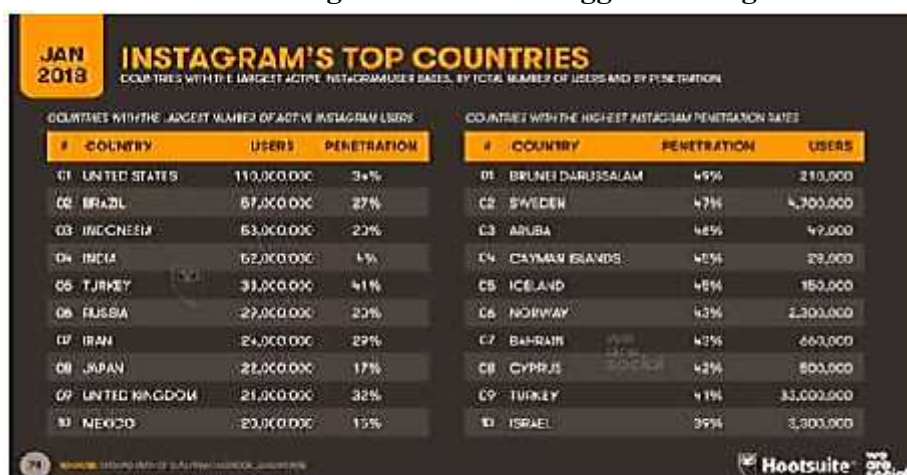 JAN
2018
INSTAGRAM'S TOP COUNTRIES
COUNTRIES WITH THE LARGEST ACTIVE INSTAGRAM USER BASES, BY TOTAL NUMBER OF USERS AND BY PENETRATION
COUNTRIES WITH THE LARGEST NUMBER OF ACTIVE INSTAGRAM USERS
# COUNTRY USERS PENETRATION
01 UNITED STATES 110,000,000
02 BRAZIL 57,000,000 27%
03 INDONESIA 53,000,000 20%
04 INDIA 52,000,000 4%
05 TURKEY 33,000,000 41%
06 RUSSIA 29,000,000 20%
07 IRAN 24,000,000 29%
08 JAPAN 22,000,000 17%
09 UNITED KINGDOM 21,000,000 32%
10 MEXICO 20,000,000
COUNTRIES WITH THE HIGHEST INSTAGRAM PENETRATION RATES
# COUNTRY PENETRATION USERS
01 BRUNEI DARUSSALAM 49% 210,000
02 SWEDEN 47% 4,700,000
03 ARUBA 46% 49,000
04 CAYMAN ISLANDS 45%
05 ICELAND 45% 150,000
06 NORWAY 43% 2,300,000
07 BAHRAIN 660,000
08 CYPRUS 42% 500,000
09 TURKEY 41% 33,000,000
10 ISRAEL 39% 3,300,000
Hootsuite
we
are
social